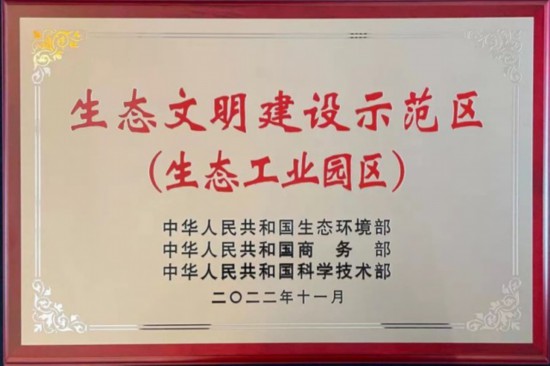 生态文明建设示范区
(生态工业园区)
中华人民共和国生态环境部
中华人民共和国商务部
中华人民共和国科学技术部
二〇二二年十一月